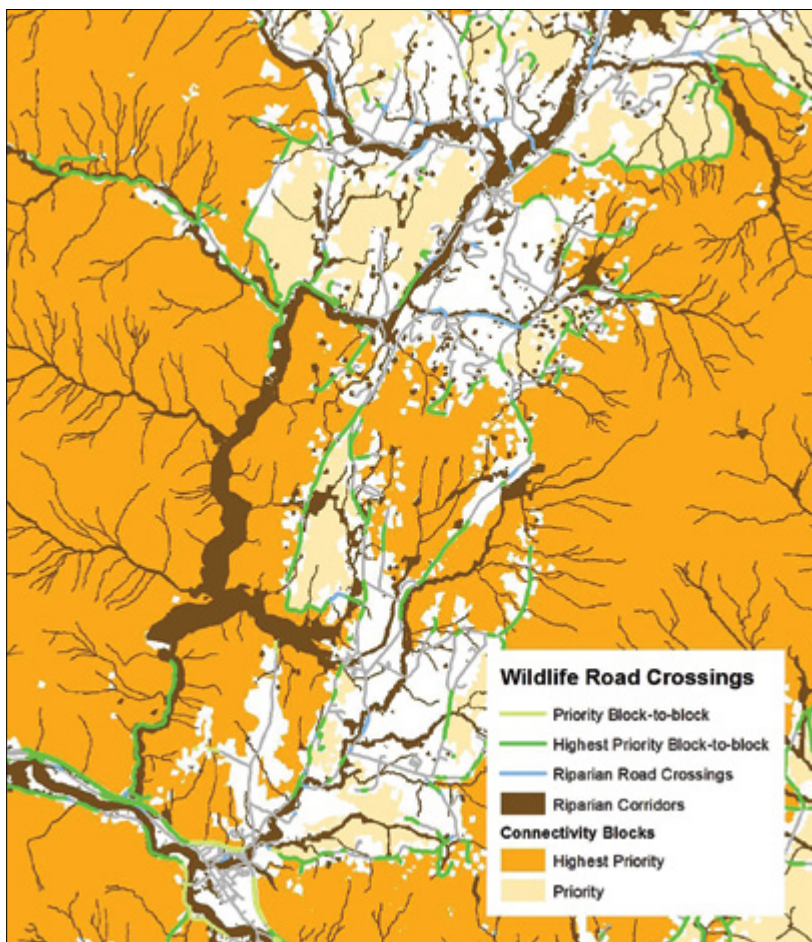 Wildlife Road Crossings
Priority Block-to-block
Highest Priority Block-to-block
Riparian Road Crossings
Riparian Corridors
Connectivity Blocks
Highest Priority
Priority